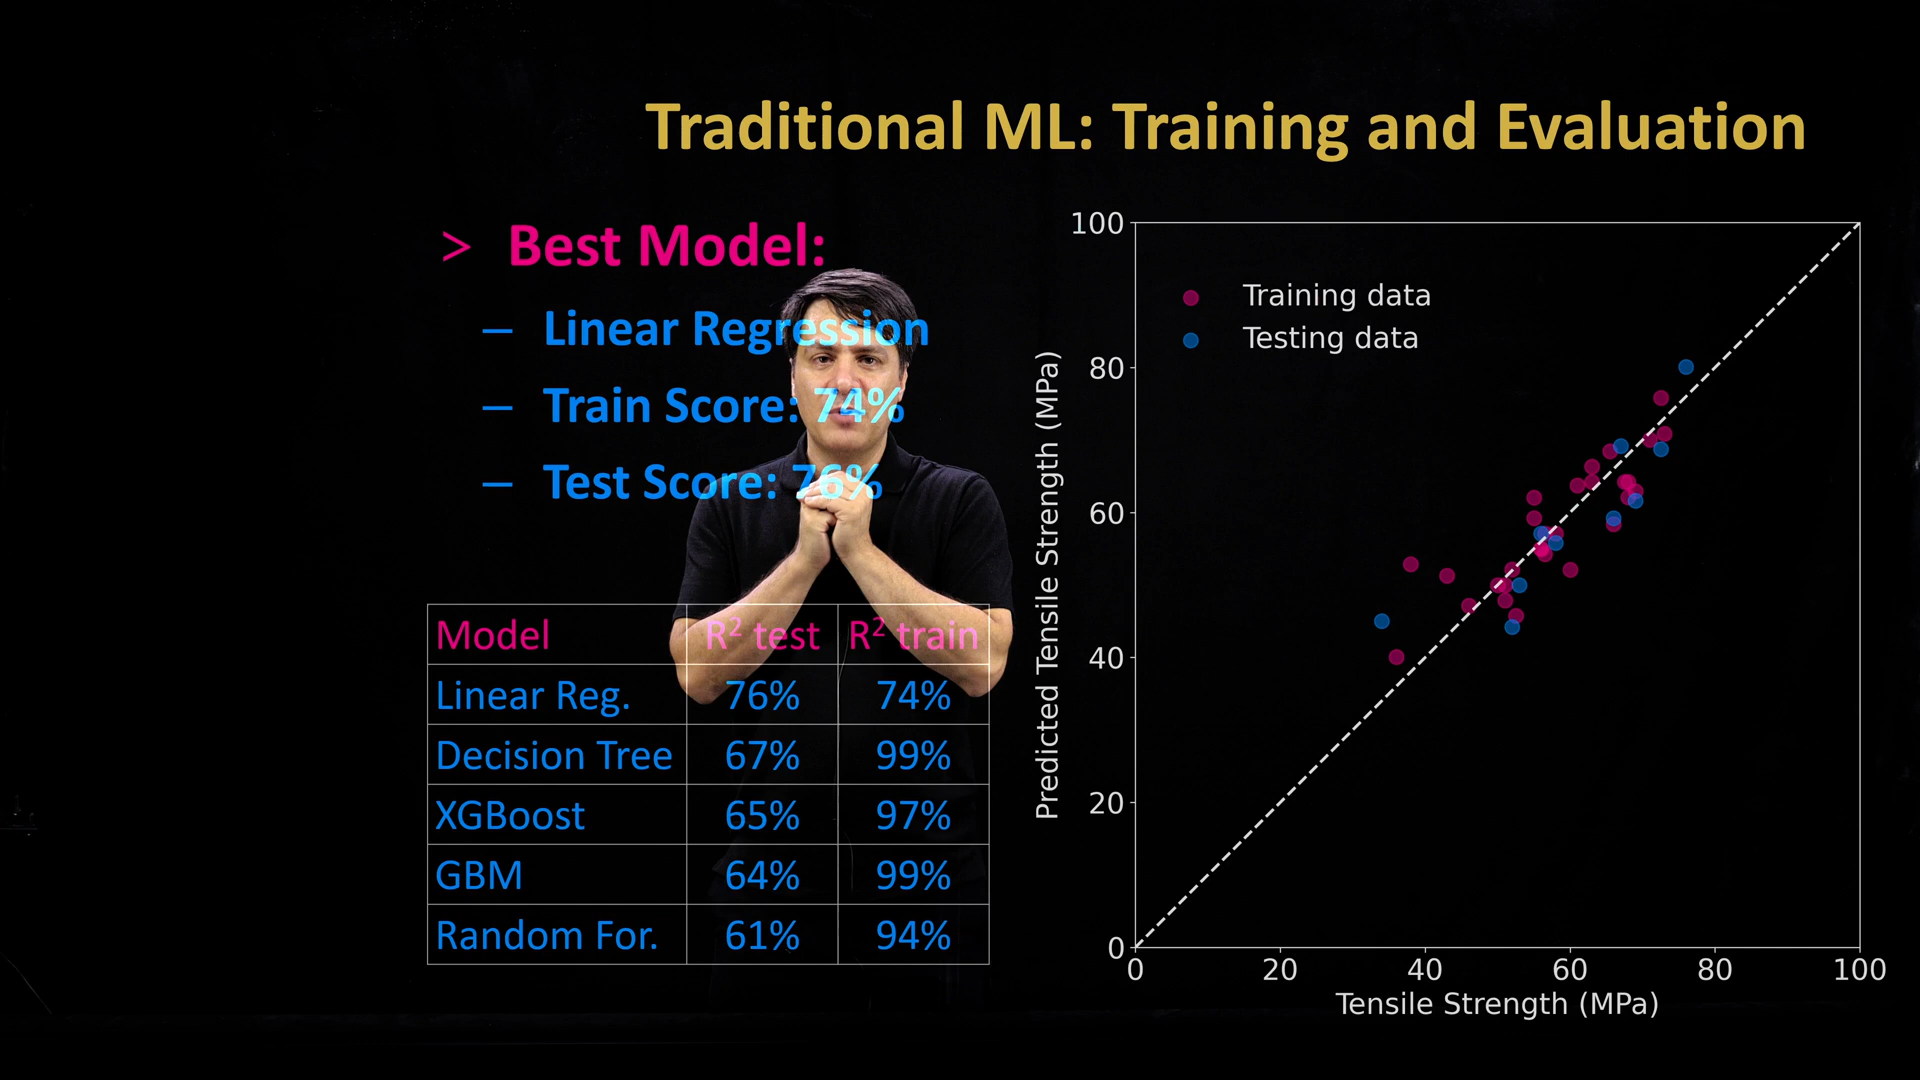 Traditional ML: Training and Evaluation
> Best Model:
– Linear Regression
– Train Score: 74%
– Test Score: 76%
Model R² test R² train
Linear Reg. 76% 74%
Decision Tree 67% 99%
XGBoost 65% 97%
GBM 64% 99%
Random For. 61% 94%
Training data
Testing data
Predicted Tensile Strength (MPa)
100
80
60
40
20
0
0 20 40 60 80 100
Tensile Strength (MPa)